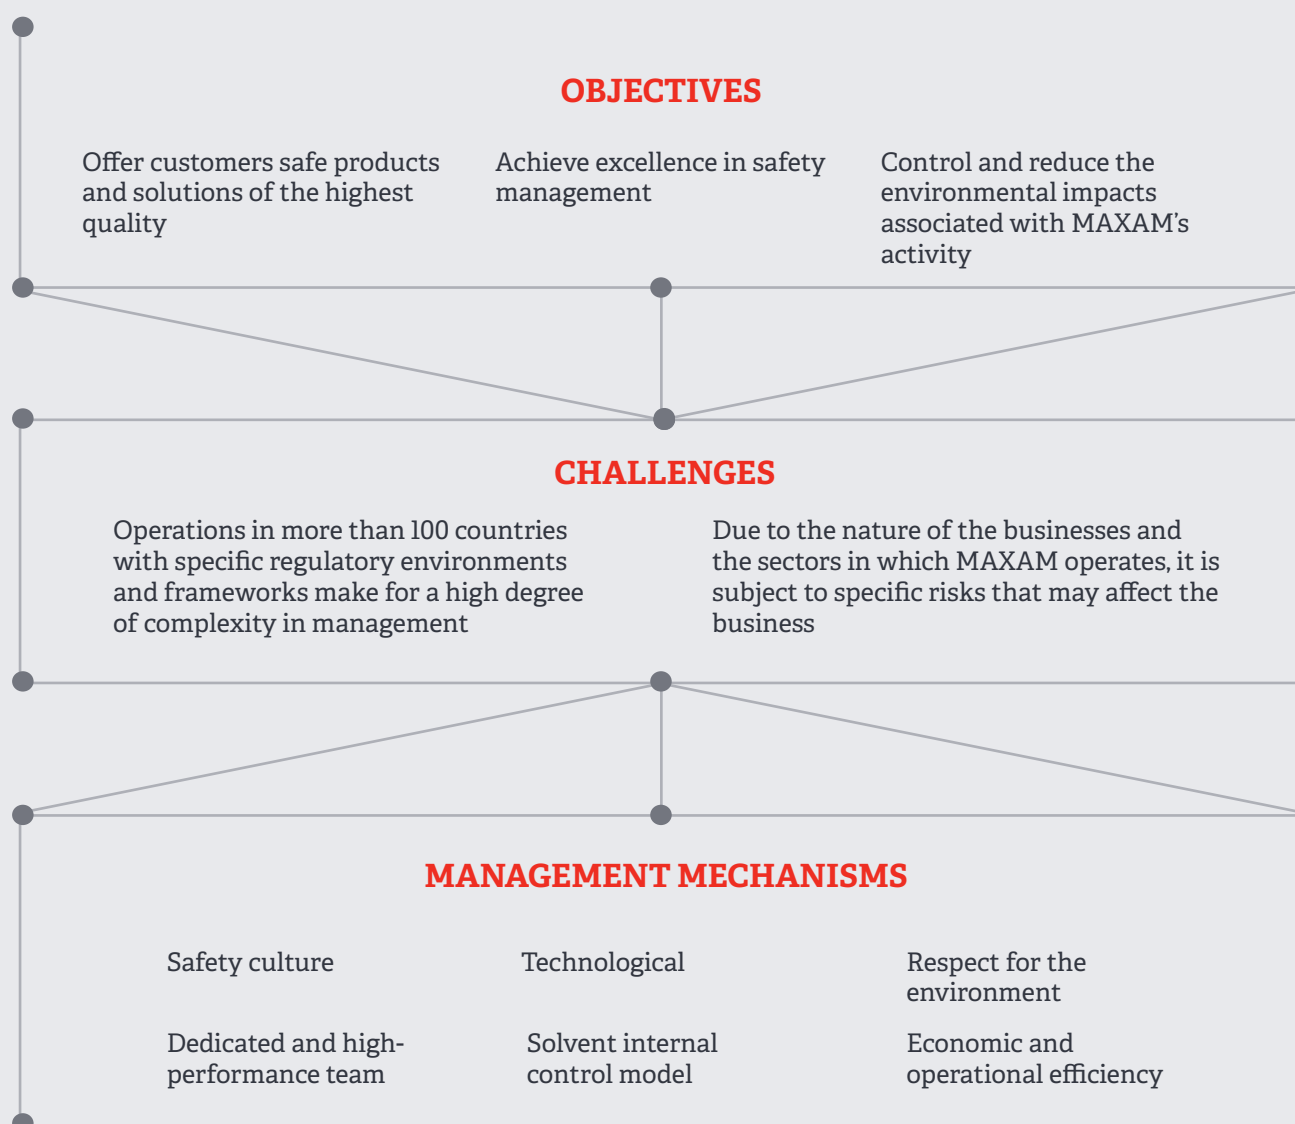 OBJECTIVES
Offer customers safe products
and solutions of the highest
quality
Achieve excellence in safety
management
Control and reduce the
environmental impacts
associated with MAXAM’s
activity
CHALLENGES
Operations in more than 100 countries
with specific regulatory environments
and frameworks make for a high degree
of complexity in management
Due to the nature of the businesses and
the sectors in which MAXAM operates, it is
subject to specific risks that may affect the
business
MANAGEMENT MECHANISMS
Safety culture
Technological
Respect for the
environment
Dedicated and high-
performance team
Solvent internal
control model
Economic and
operational efficiency